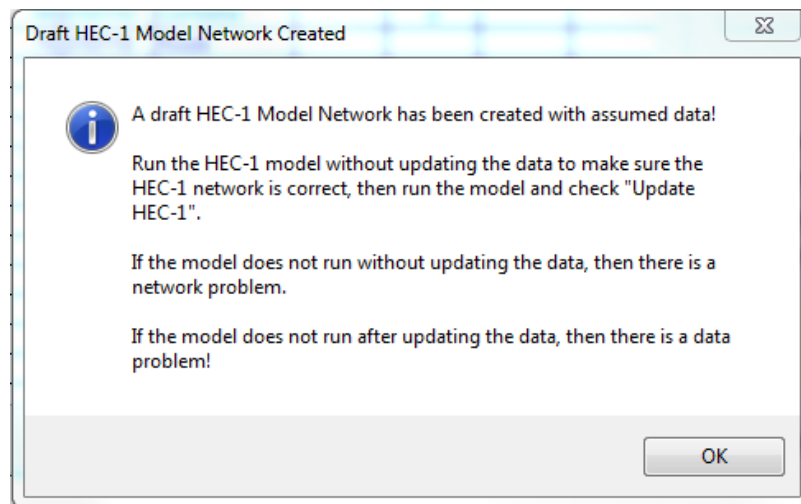 Draft HEC-1 Model Network Created
A draft HEC-1 Model Network has been created with assumed data!
Run the HEC-1 model without updating the data to make sure the
HEC-1 network is correct, then run the model and check "Update
HEC-1".
If the model does not run without updating the data, then there is a
network problem.
If the model does not run after updating the data, then there is a data
problem!
OK